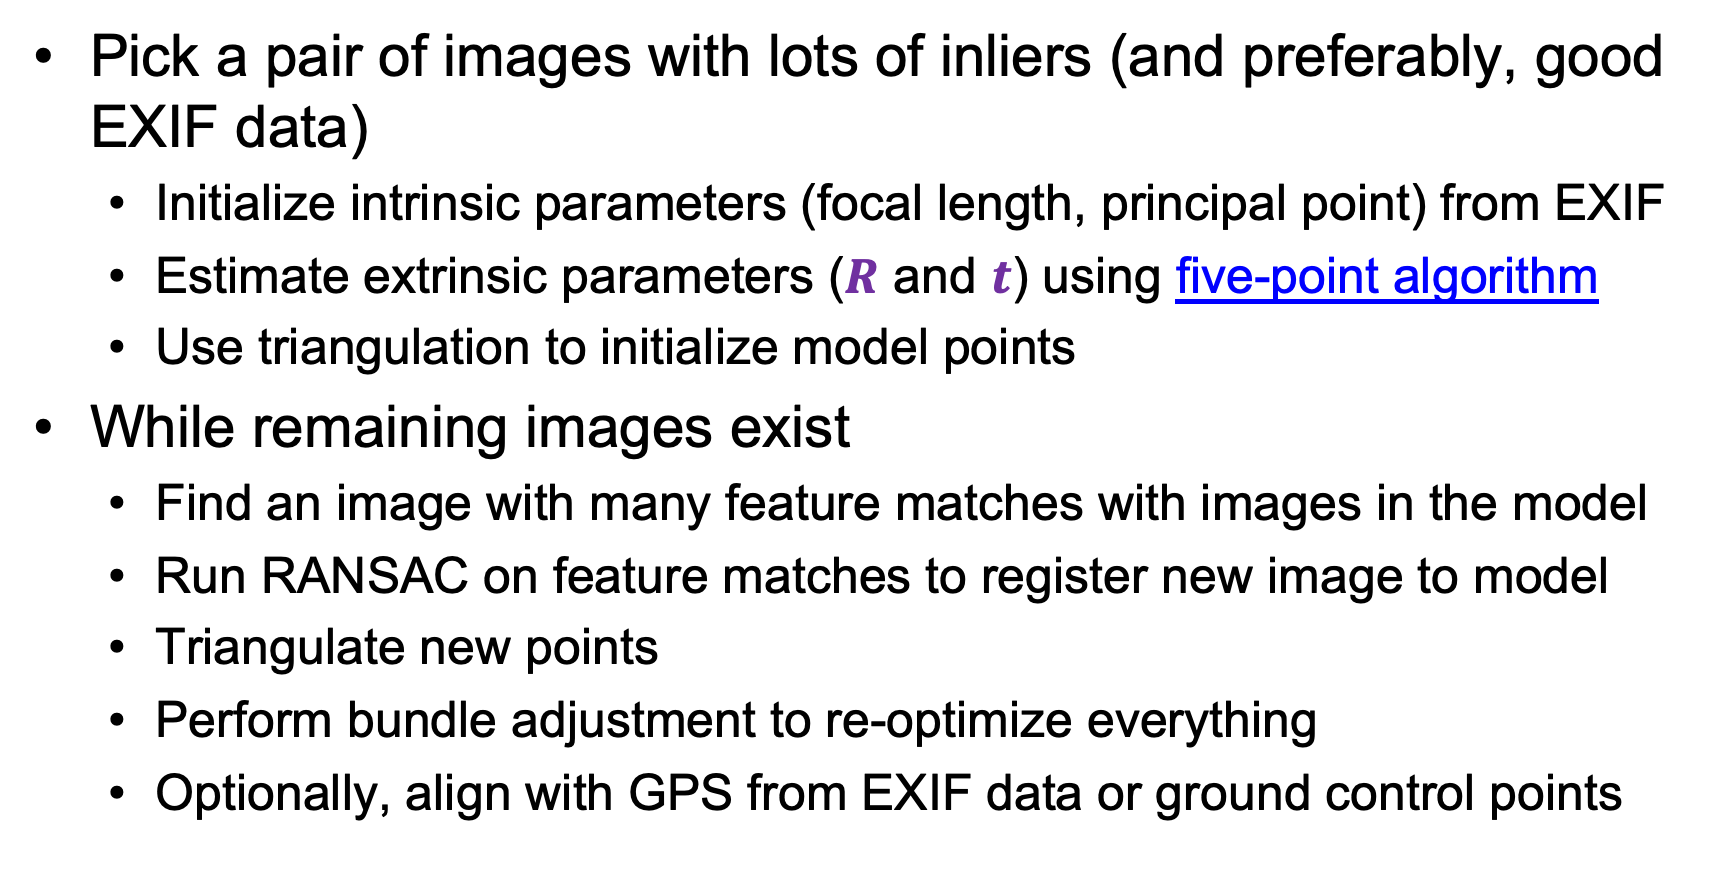 • Pick a pair of images with lots of inliers (and preferably, good
EXIF data)
• Initialize intrinsic parameters (focal length, principal point) from EXIF
• Estimate extrinsic parameters (R and t) using five-point algorithm
• Use triangulation to initialize model points
• While remaining images exist
• Find an image with many feature matches with images in the model
• Run RANSAC on feature matches to register new image to model
• Triangulate new points
• Perform bundle adjustment to re-optimize everything
• Optionally, align with GPS from EXIF data or ground control points